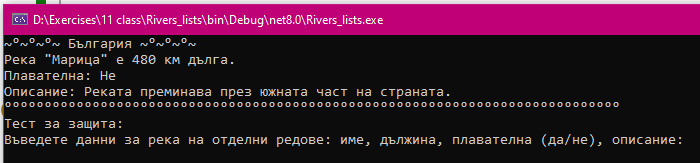 D:\Exercises\11 class\Rivers_lists\bin\Debug\net8.0\Rivers_lists.exe
~º~º~º~ България ~º~º~º~
Река "Марица" е 480 км дълга.
Плавателна: Не
Описание: Реката преминава през южната част на страната.
ººººººººººººººººººººººººººººººººººººººººººººººººººººººººººººººººººººººººººººººº
Тест за защита:
Въведете данни за река на отделни редове: име, дължина, плавателна (да/не), описание: